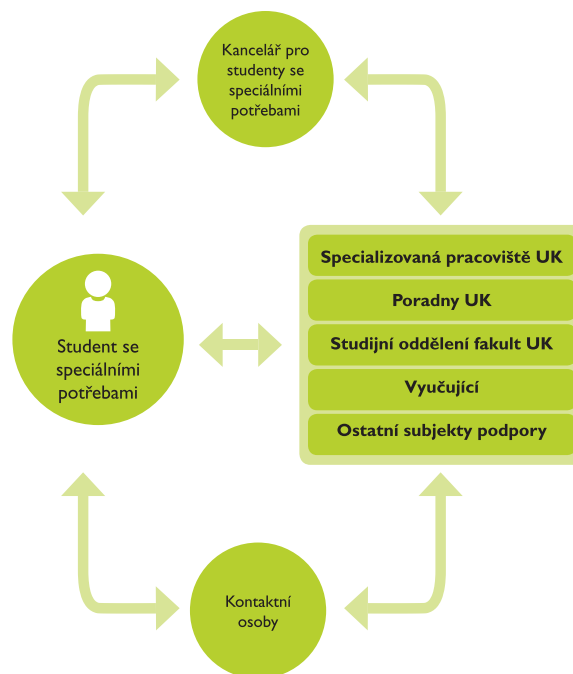 Kancelář pro
studenty se
speciálními
potřebami
Specializovaná pracoviště UK
Poradny UK
Studijní oddělení fakult UK
Vyučující
Ostatní subjekty podpory
Student se
speciálními
potřebami
Kontaktní
osoby